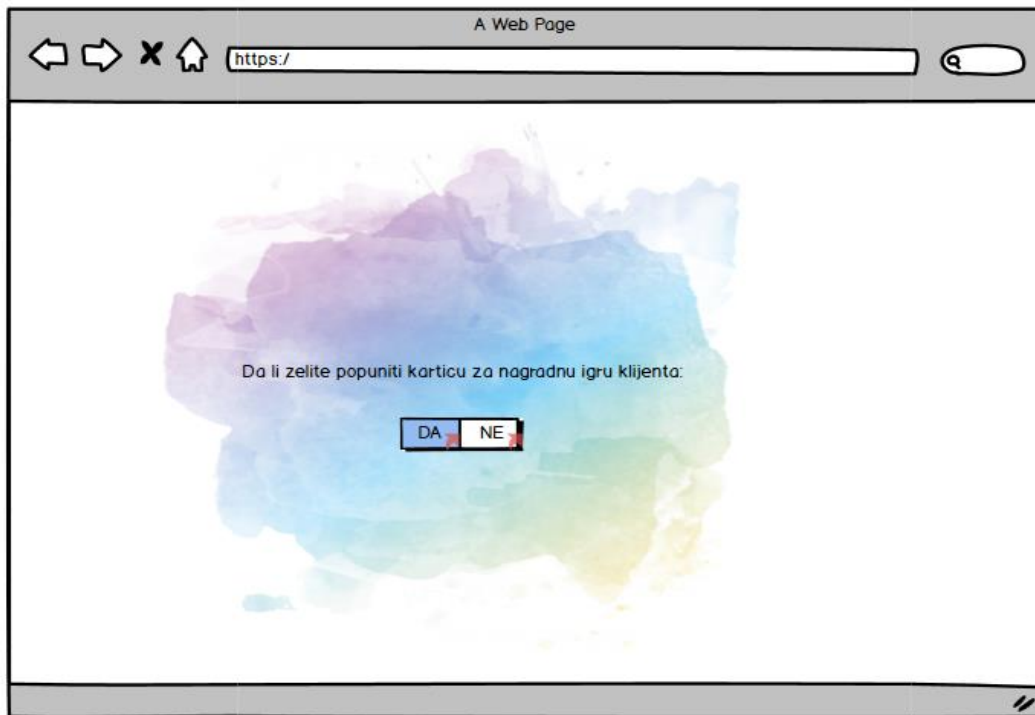 A Web Page
https:/
Da li zelite popuniti karticu za nagradnu igru klijenta:
DA NE